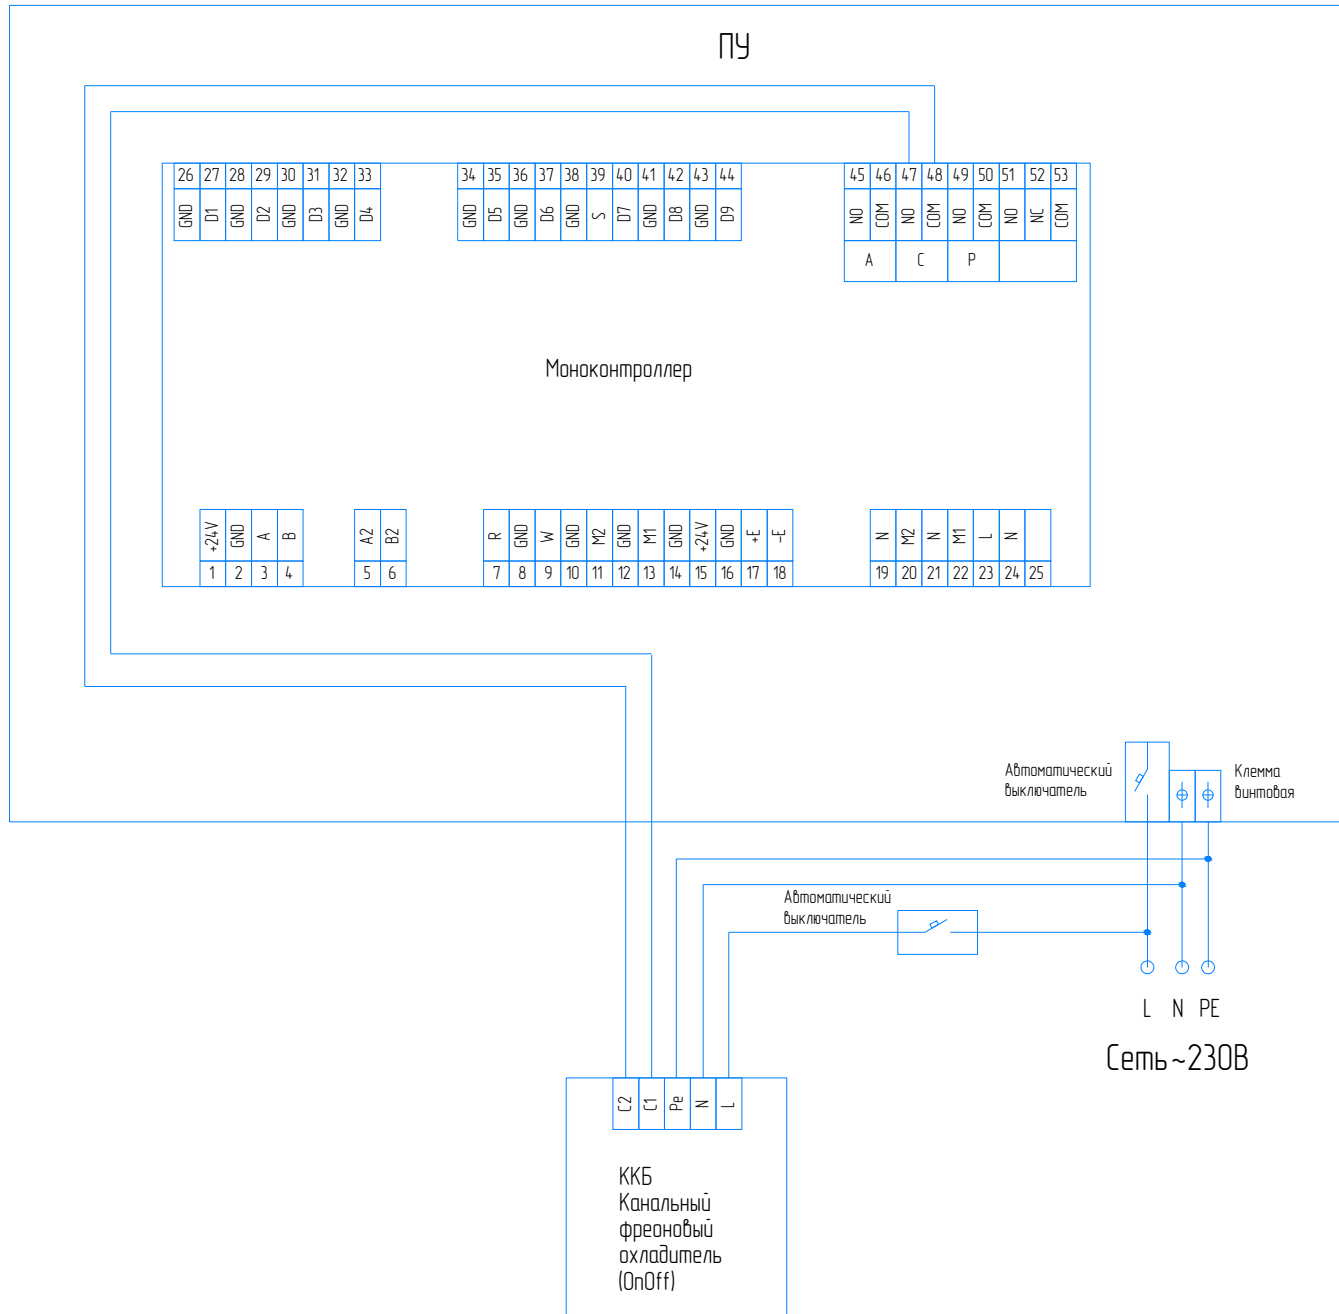 ПУ
26 27 28 29 30 31 32 33
GND D1 GND D2 GND D3 GND D4
34 35 36 37 38 39 40 41 42 43 44
GND D5 GND D6 GND S D7 GND D8 GND D9
45 46 47 48 49 50 51 52 53
NO COM NO COM NO COM NO NC COM
A C P
Моноконтроллер
+24V GND A B
1 2 3 4
A2 B2
5 6
R GND W GND M2 GND M1 GND +24V GND +E -E
7 8 9 10 11 12 13 14 15 16 17 18
N M2 N M1 L N
19 20 21 22 23 24 25
Автоматический
выключатель
Клемма
винтовая
Автоматический
выключатель
L N PE
Сеть ~230В
C2 C1 Pe N L
ККБ
Канальный
фреоновый
охладитель
(OnOff)